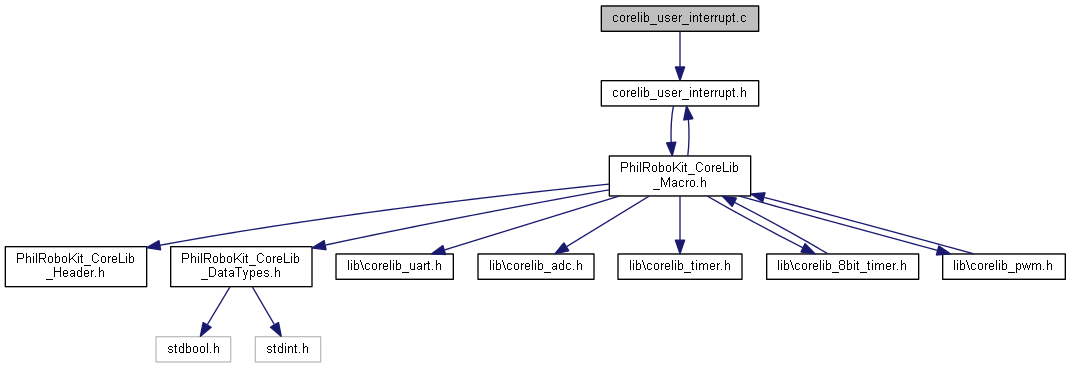 corelib_user_interrupt.c
corelib_user_interrupt.h
PhilRoboKit_CoreLib
_Macro.h
PhilRoboKit_CoreLib
_Header.h
PhilRoboKit_CoreLib
_DataTypes.h
lib\corelib_uart.h
lib\corelib_adc.h
lib\corelib_timer.h
lib\corelib_8bit_timer.h
lib\corelib_pwm.h
stdbool.h
stdint.h